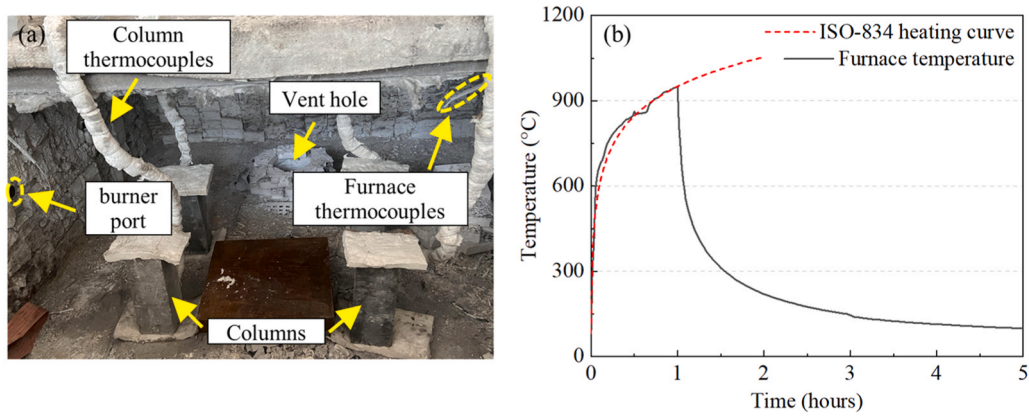 (a)
Column
thermocouples
Vent hole
burner
port
Furnace
thermocouples
Columns
(b)
ISO-834 heating curve
Furnace temperature
Temperature (°C)
1200
900
600
300
0
0 1 2 3 4 5
Time (hours)